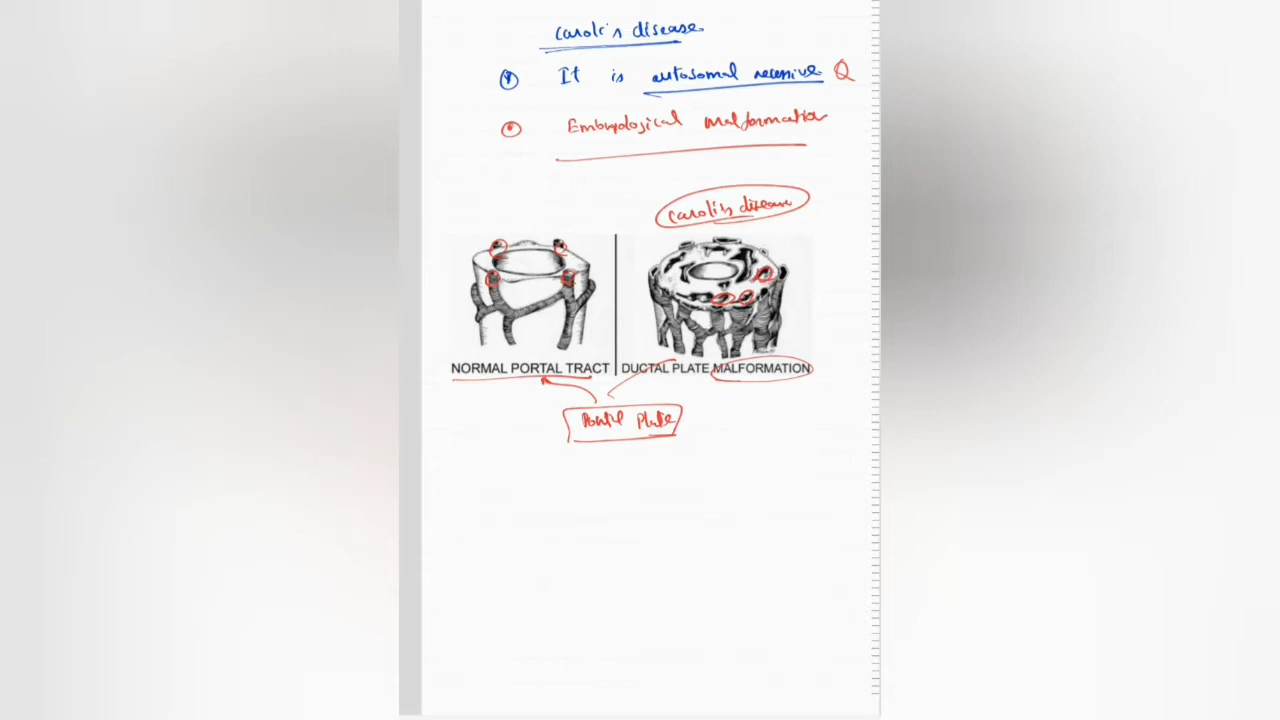 Caroli's disease
It is autosomal recessive Q
Embryological malformation
Caroli's disease
NORMAL PORTAL TRACT
DUCTAL PLATE MALFORMATION
Portal Plate